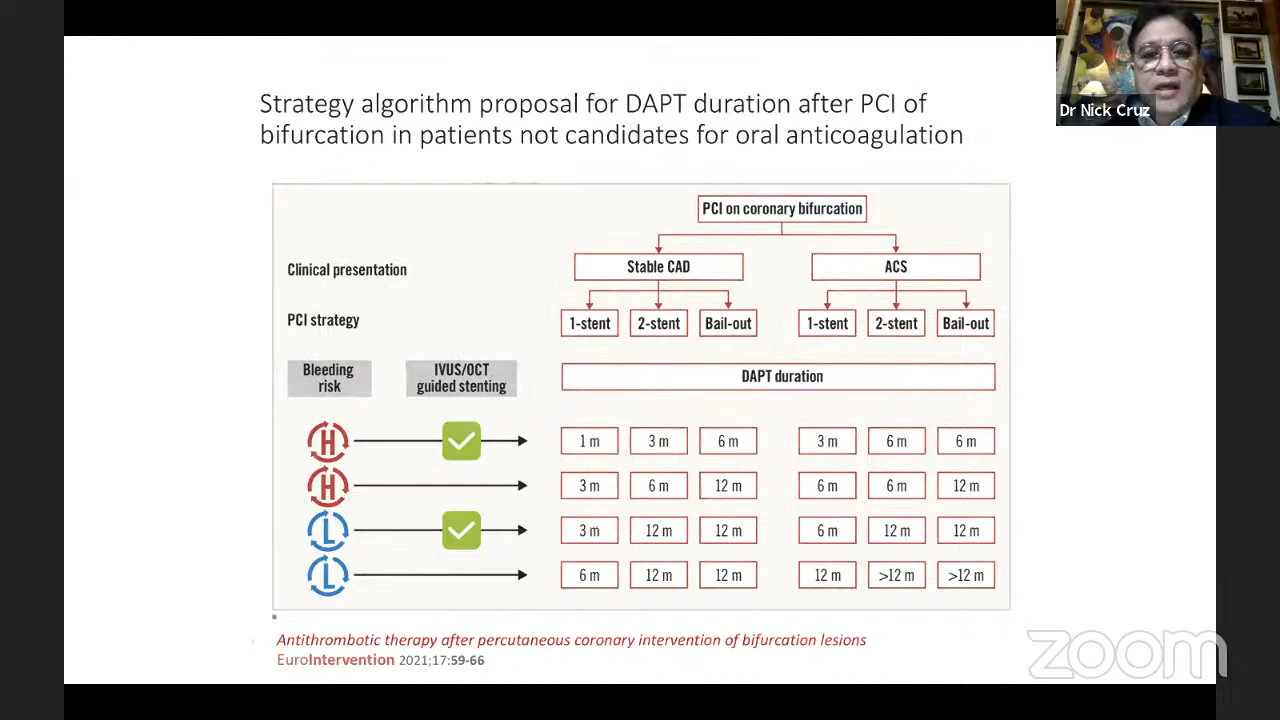 Strategy algorithm proposal for DAPT duration after PCI of
bifurcation in patients not candidates for oral anticoagulation
Dr Nick Cruz
PCI on coronary bifurcation
Clinical presentation
Stable CAD
ACS
PCI strategy
1-stent
2-stent
Bail-out
1-stent
2-stent
Bail-out
Bleeding
risk
IVUS/OCT
guided stenting
DAPT duration
H
1 m
3 m
6 m
3 m
6 m
6 m
H
3 m
6 m
12 m
6 m
6 m
12 m
L
3 m
12 m
12 m
6 m
12 m
12 m
L
6 m
12 m
12 m
12 m
>12 m
>12 m
Antithrombotic therapy after percutaneous coronary intervention of bifurcation lesions
EuroIntervention 2021;17:59-66
zoom